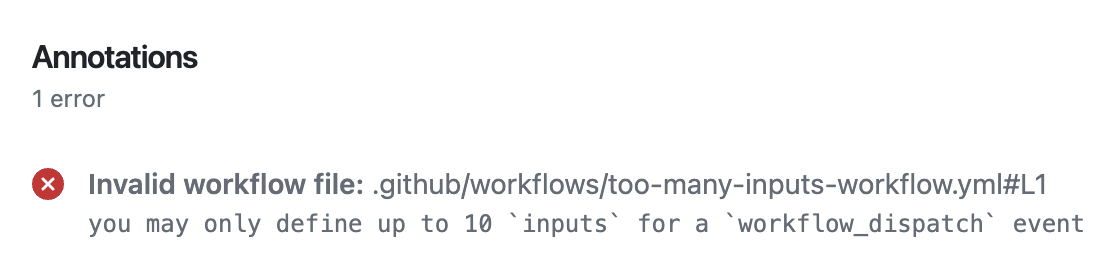 Annotations
1 error
Invalid workflow file: .github/workflows/too-many-inputs-workflow.yml#L1
you may only define up to 10 `inputs` for a `workflow_dispatch` event